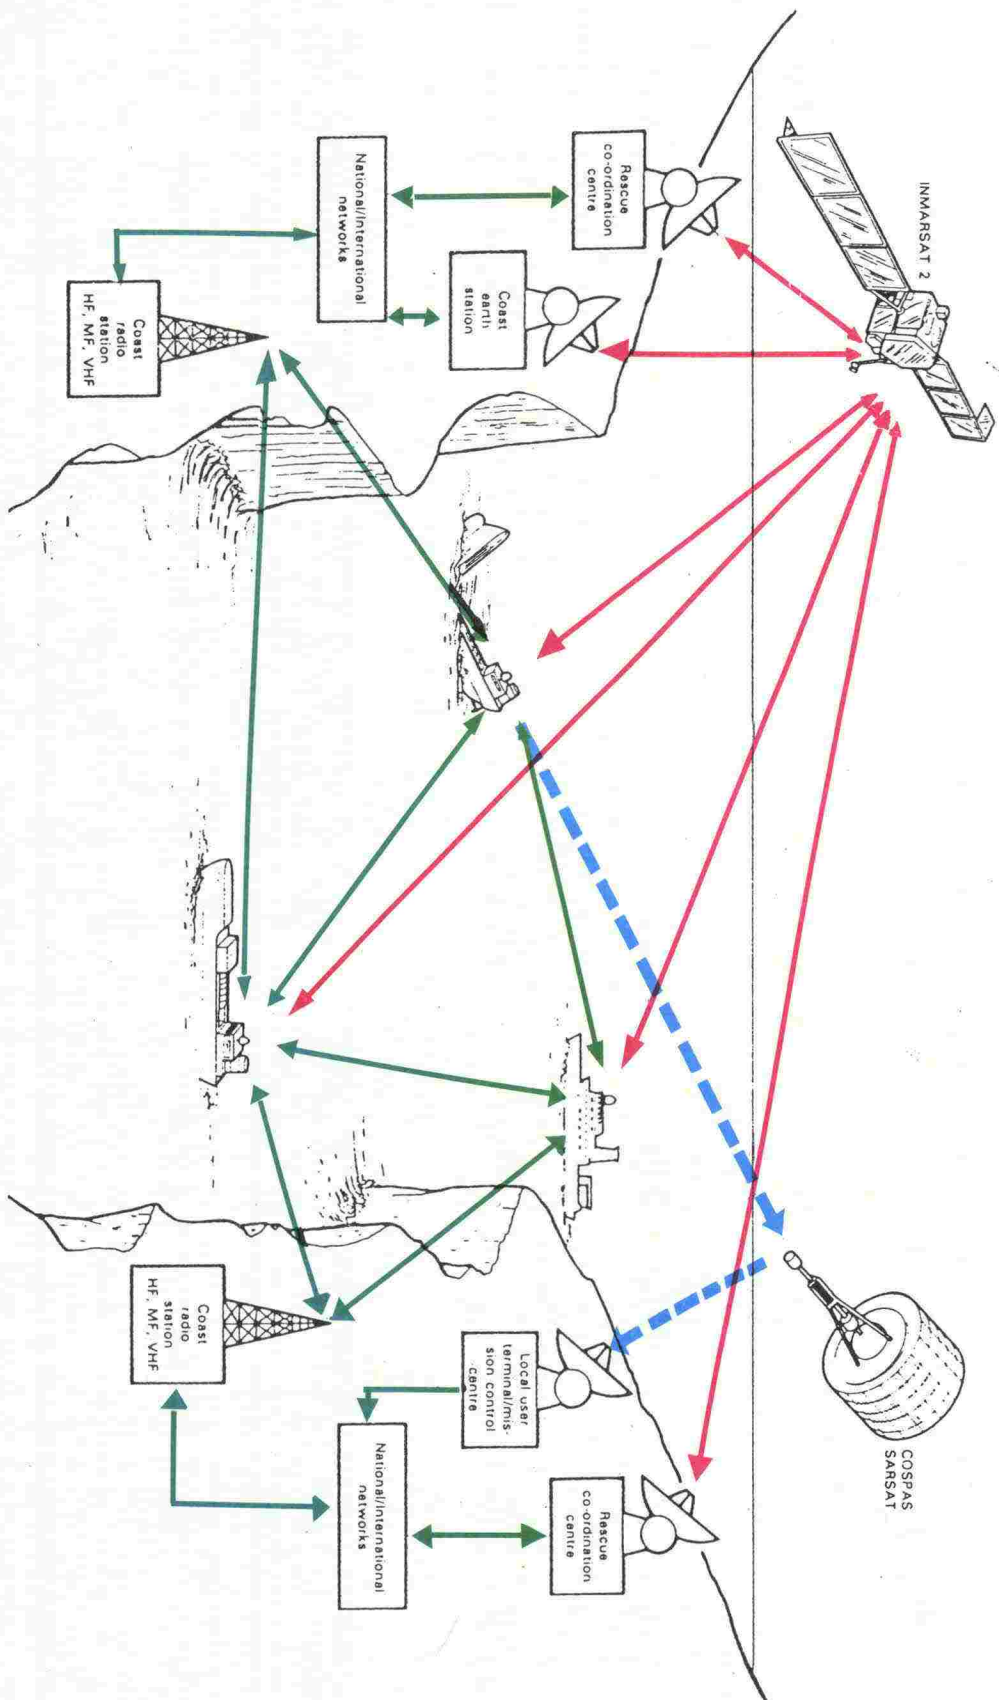 INMARSAT 2
COSPAS
SARSAT
Rescue
co-ordination
centre
Coast
earth
station
National/International
networks
Coast
radio
station
HF, MF, VHF
Rescue
co-ordination
centre
Local user
terminal/mis-
sion control
centre
National/International
networks
Coast
radio
station
HF, MF, VHF